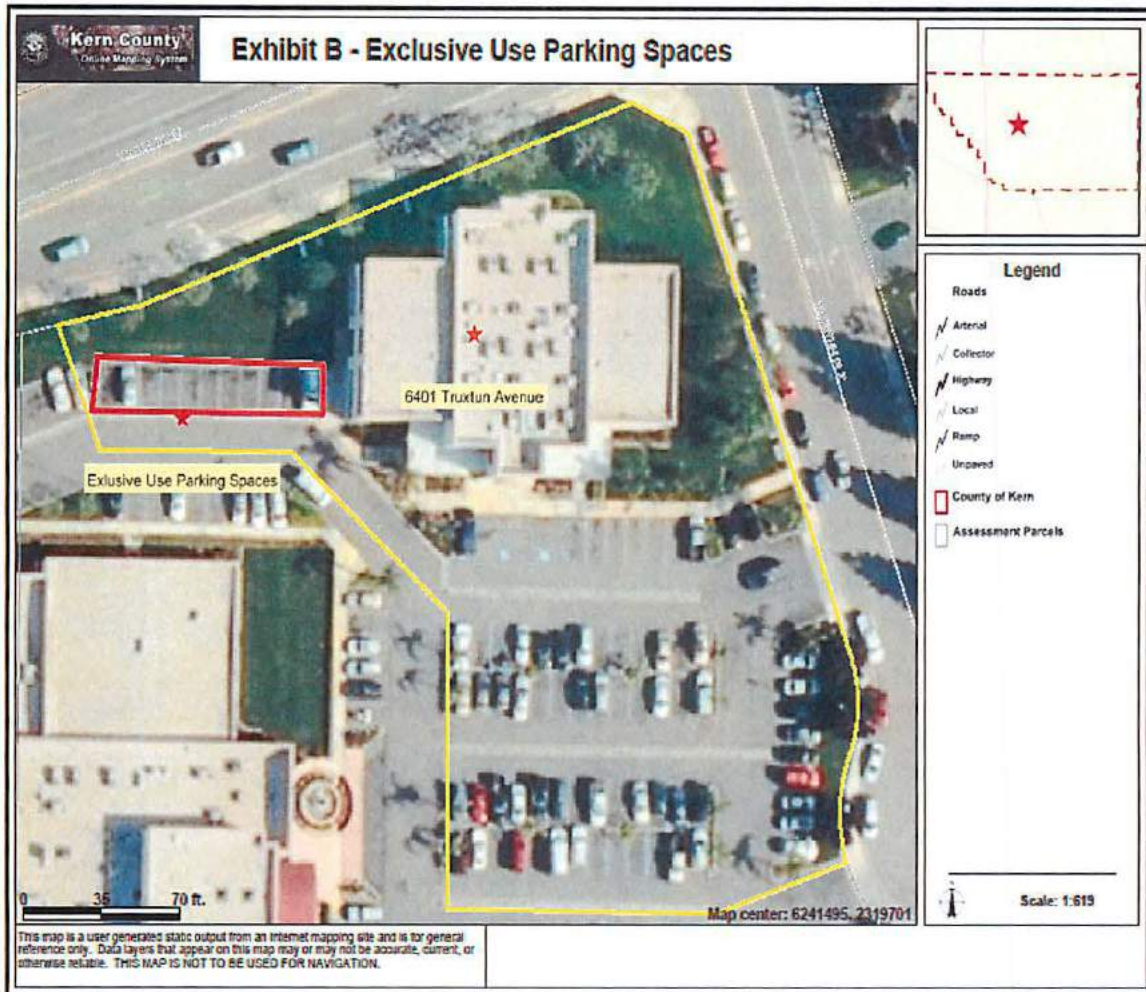 Kern County
Online Mapping System
Exhibit B - Exclusive Use Parking Spaces
6401 Truxtun Avenue
Exlusive Use Parking Spaces
0 35 70 ft.
Map center: 6241495, 2319701
Legend
Roads
Arterial
Collector
Highway
Local
Ramp
Unpaved
County of Kern
Assessment Parcels
Scale: 1:619
This map is a user generated static output from an Internet mapping site and is for general
reference only. Data layers that appear on this map may or may not be accurate, current, or
otherwise reliable. THIS MAP IS NOT TO BE USED FOR NAVIGATION.